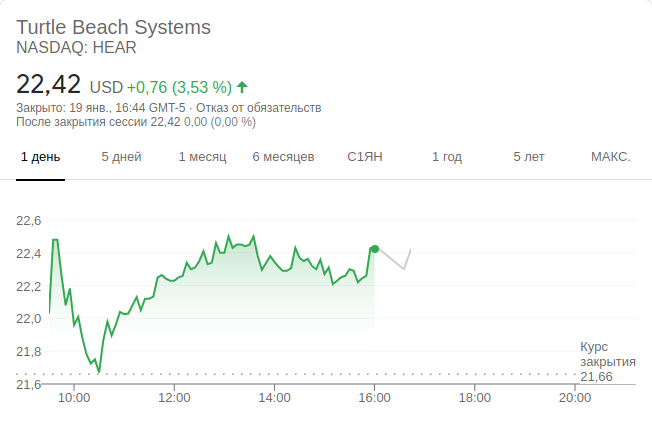 Turtle Beach Systems
NASDAQ: HEAR
22,42 USD +0,76 (3,53 %)
Закрыто: 19 янв., 16:44 GMT-5 · Отказ от обязательств
После закрытия сессии 22,42 0,00 (0,00 %)
1 день 5 дней 1 месяц 6 месяцев С1ЯН 1 год 5 лет МАКС.
22,6
22,4
22,2
22,0
21,8
21,6
Курс
закрытия
21,66
10:00 12:00 14:00 16:00 18:00 20:00